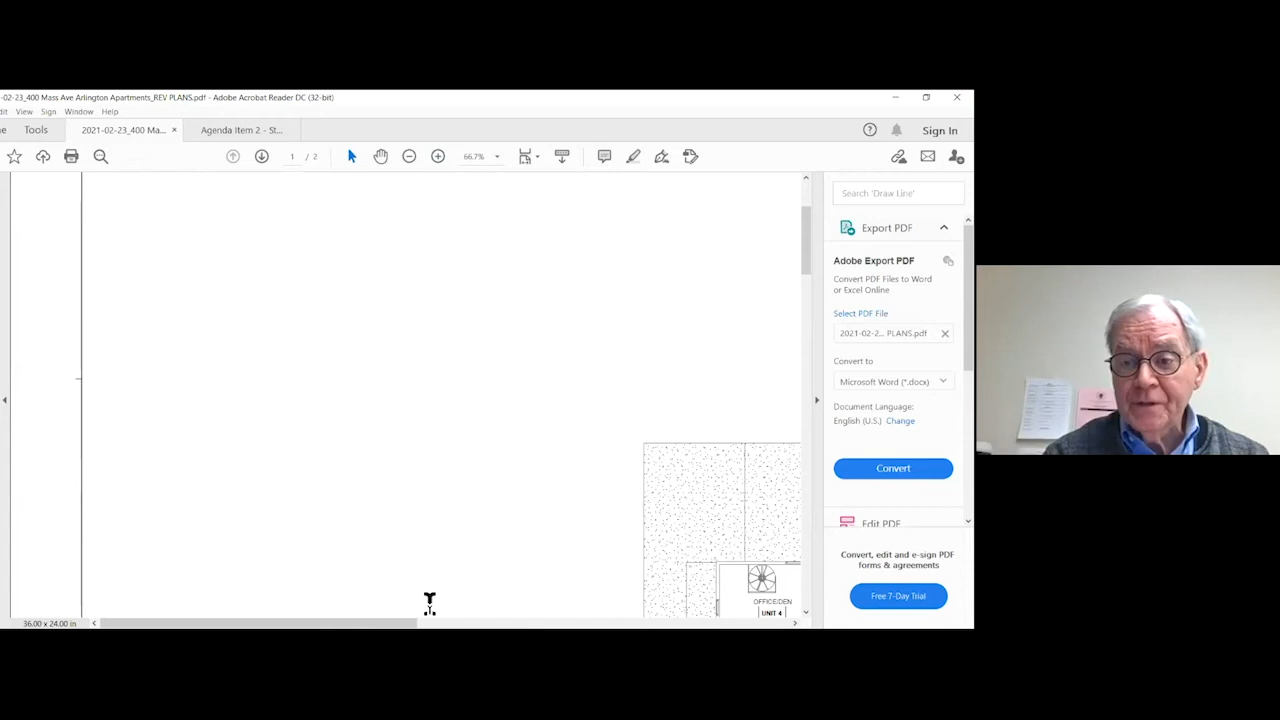 -02-23_400 Mass Ave Arlington Apartments_REV PLANS.pdf - Adobe Acrobat Reader DC (32-bit)
dit View Sign Window Help
e Tools 2021-02-23_400 Ma... × Agenda Item 2 - St... Sign In
1 / 2 66.7%
Search 'Draw Line'
Export PDF
Adobe Export PDF
Convert PDF Files to Word
or Excel Online
Select PDF File
2021-02-2... PLANS.pdf
Convert to
Microsoft Word (*.docx)
Document Language:
English (U.S.) Change
Convert
Edit PDF
Convert, edit and e-sign PDF
forms & agreements
Free 7-Day Trial
OFFICE/DEN
UNIT 4
36.00 x 24.00 in